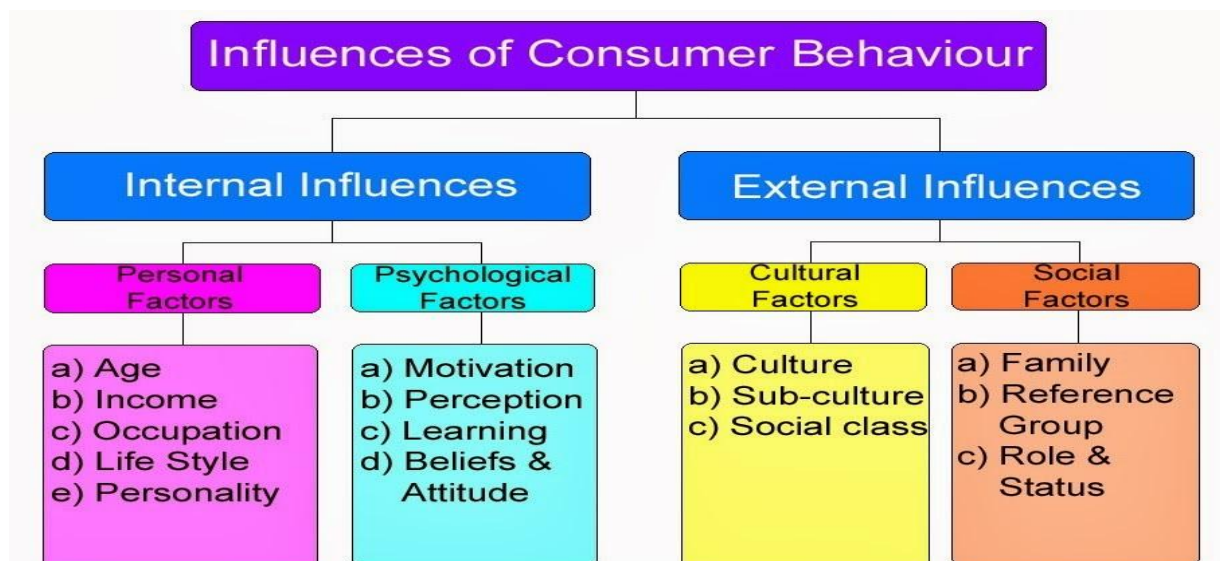 Influences of Consumer Behaviour
Internal Influences
External Influences
Personal
Factors
Psychological
Factors
Cultural
Factors
Social
Factors
a) Age
b) Income
c) Occupation
d) Life Style
e) Personality
a) Motivation
b) Perception
c) Learning
d) Beliefs &
Attitude
a) Culture
b) Sub-culture
c) Social class
a) Family
b) Reference
Group
c) Role &
Status